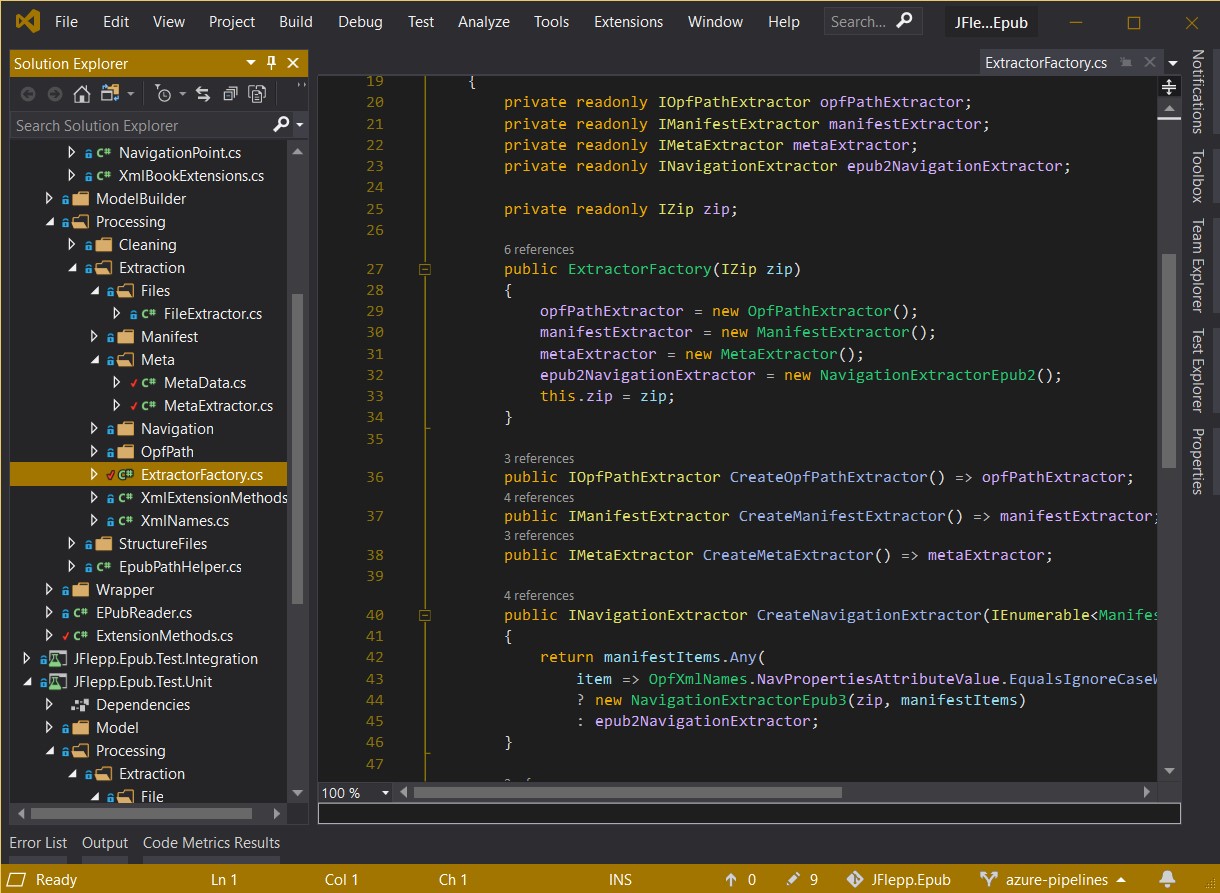 File Edit View Project Build Debug Test Analyze Tools Extensions Window Help Search... JFle...Epub
Solution Explorer
Search Solution Explorer
NavigationPoint.cs
XmlBookExtensions.cs
ModelBuilder
Processing
Cleaning
Extraction
Files
C# FileExtractor.cs
Manifest
Meta
C# MetaData.cs
C# MetaExtractor.cs
Navigation
OpfPath
C# ExtractorFactory.cs
C# XmlExtensionMethods
C# XmlNames.cs
StructureFiles
C# EpubPathHelper.cs
Wrapper
C# EPubReader.cs
C# ExtensionMethods.cs
JFlepp.Epub.Test.Integration
JFlepp.Epub.Test.Unit
Dependencies
Model
Processing
Extraction
File
ExtractorFactory.cs
19 {
20 private readonly IOpfPathExtractor opfPathExtractor;
21 private readonly IManifestExtractor manifestExtractor;
22 private readonly IMetaExtractor metaExtractor;
23 private readonly INavigationExtractor epub2NavigationExtractor;
24
25 private readonly IZip zip;
26
6 references
27 public ExtractorFactory(IZip zip)
28 {
29 opfPathExtractor = new OpfPathExtractor();
30 manifestExtractor = new ManifestExtractor();
31 metaExtractor = new MetaExtractor();
32 epub2NavigationExtractor = new NavigationExtractorEpub2();
33 this.zip = zip;
34 }
35
3 references
36 public IOpfPathExtractor CreateOpfPathExtractor() => opfPathExtractor;
4 references
37 public IManifestExtractor CreateManifestExtractor() => manifestExtractor;
3 references
38 public IMetaExtractor CreateMetaExtractor() => metaExtractor;
39
4 references
40 public INavigationExtractor CreateNavigationExtractor(IEnumerable<Manifes
41 {
42 return manifestItems.Any(
43 item => OpfXmlNames.NavPropertiesAttributeValue.EqualsIgnoreCaseW
44 ? new NavigationExtractorEpub3(zip, manifestItems)
45 : epub2NavigationExtractor;
46 }
47
100 %
Notifications
Toolbox
Team Explorer
Test Explorer
Properties
Error List Output Code Metrics Results
Ready Ln 1 Col 1 Ch 1 INS 0 9 JFlepp.Epub azure-pipelines